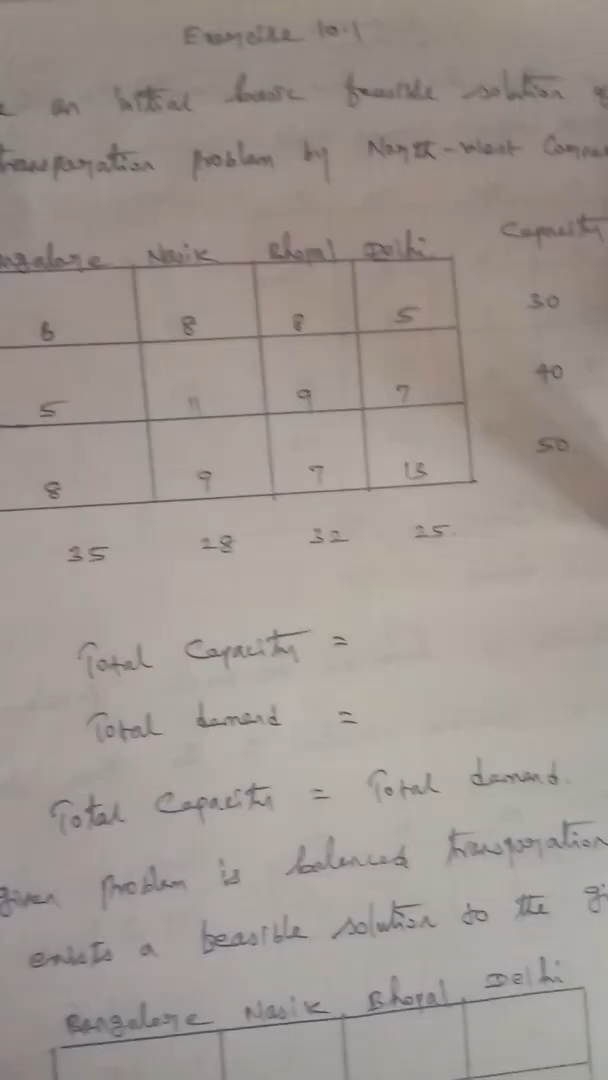 Exercise 10.1
an initial basic feasible solution
transporation problem by North-West Corner
Bangalore Nasik Bhopal Delhi Capacity
6 8 8 5 30
5 11 9 7 40
8 9 7 13 50
35 28 32 25
Total Capacity =
Total demand =
Total Capacity = Total demand.
given problem is balanced transporation
exists a feasible solution to the
Bangalore Nasik Bhopal Delhi